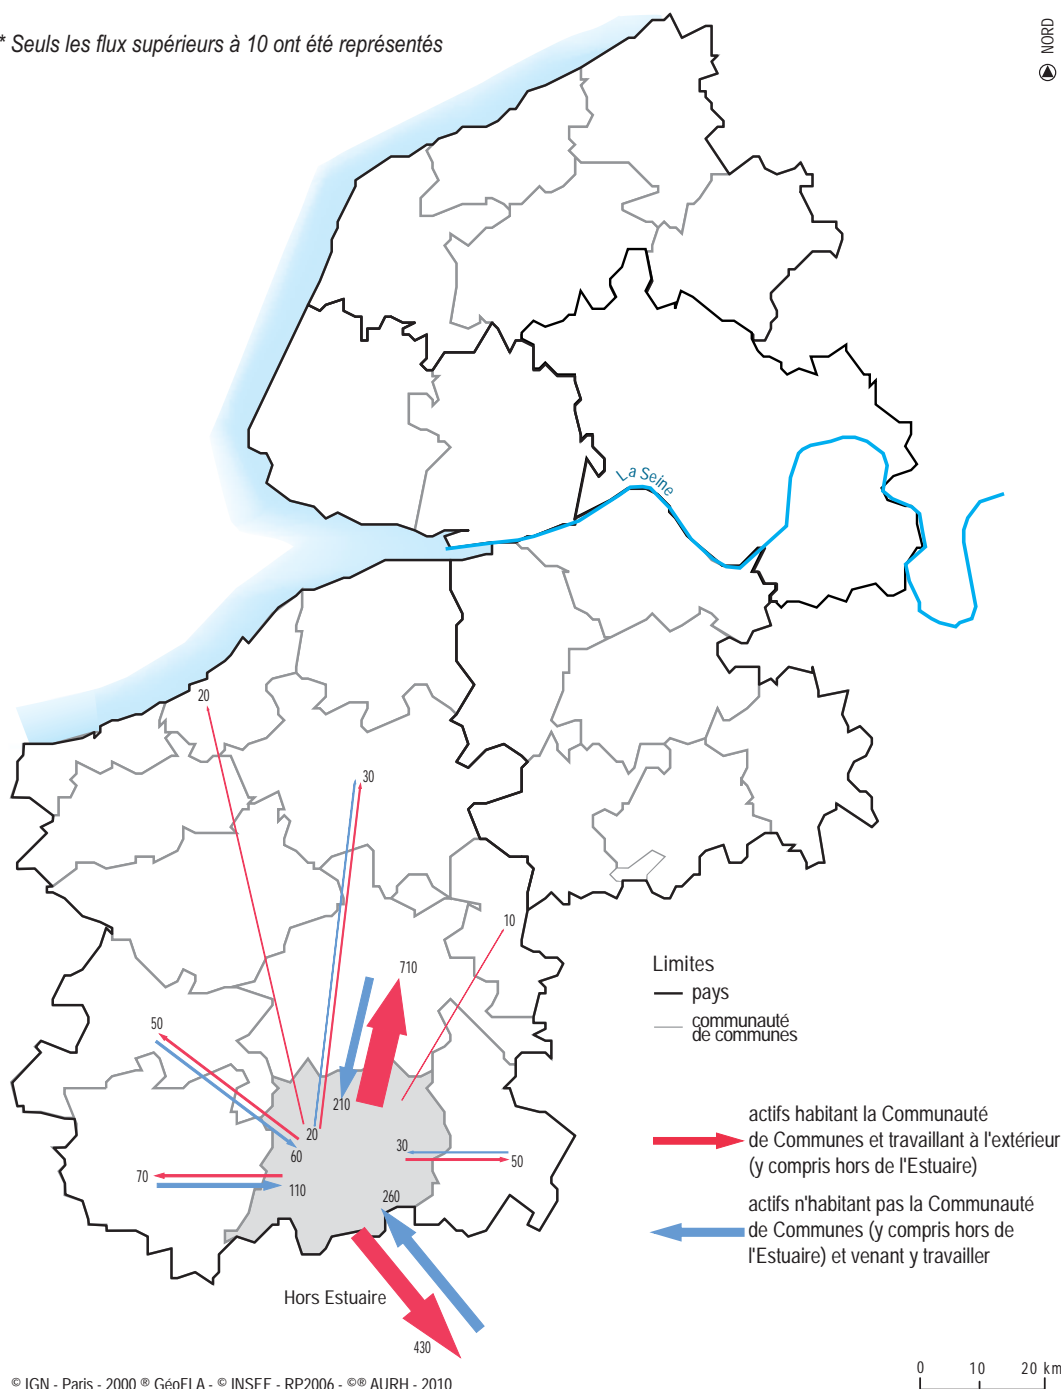 * Seuls les flux supérieurs à 10 ont été représentés
NORD
La Seine
20
30
10
710
50
210
20
60
30
50
70
110
260
Hors Estuaire
430
Limites
pays
communauté
de communes
actifs habitant la Communauté
de Communes et travaillant à l'extérieur
(y compris hors de l'Estuaire)
actifs n'habitant pas la Communauté
de Communes (y compris hors de
l'Estuaire) et venant y travailler
0 10 20 km
© IGN - Paris - 2000 ® GéoFLA - © INSEE - RP2006 - ©® AURH - 2010